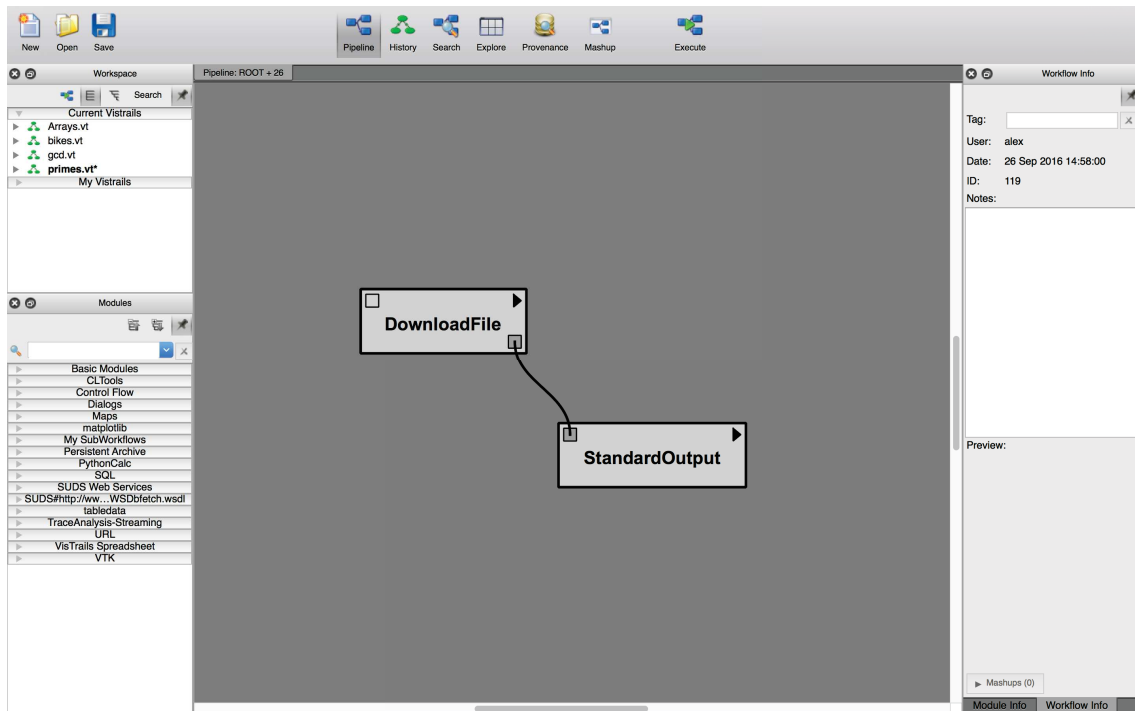 New Open Save Pipeline History Search Explore Provenance Mashup Execute
Workspace
Search
Current Vistrails
Arrays.vt
bikes.vt
gcd.vt
primes.vt*
My Vistrails
Modules
Basic Modules
CLTools
Control Flow
Dialogs
Maps
matplotlib
My SubWorkflows
Persistent Archive
PythonCalc
SQL
SUDS Web Services
SUDS#http://ww...WSDbfetch.wsdl
tabledata
TraceAnalysis-Streaming
URL
VisTrails Spreadsheet
VTK
Pipeline: ROOT + 26
DownloadFile
StandardOutput
Workflow Info
Tag:
User: alex
Date: 26 Sep 2016 14:58:00
ID: 119
Notes:
Preview:
Mashups (0)
Module Info Workflow Info